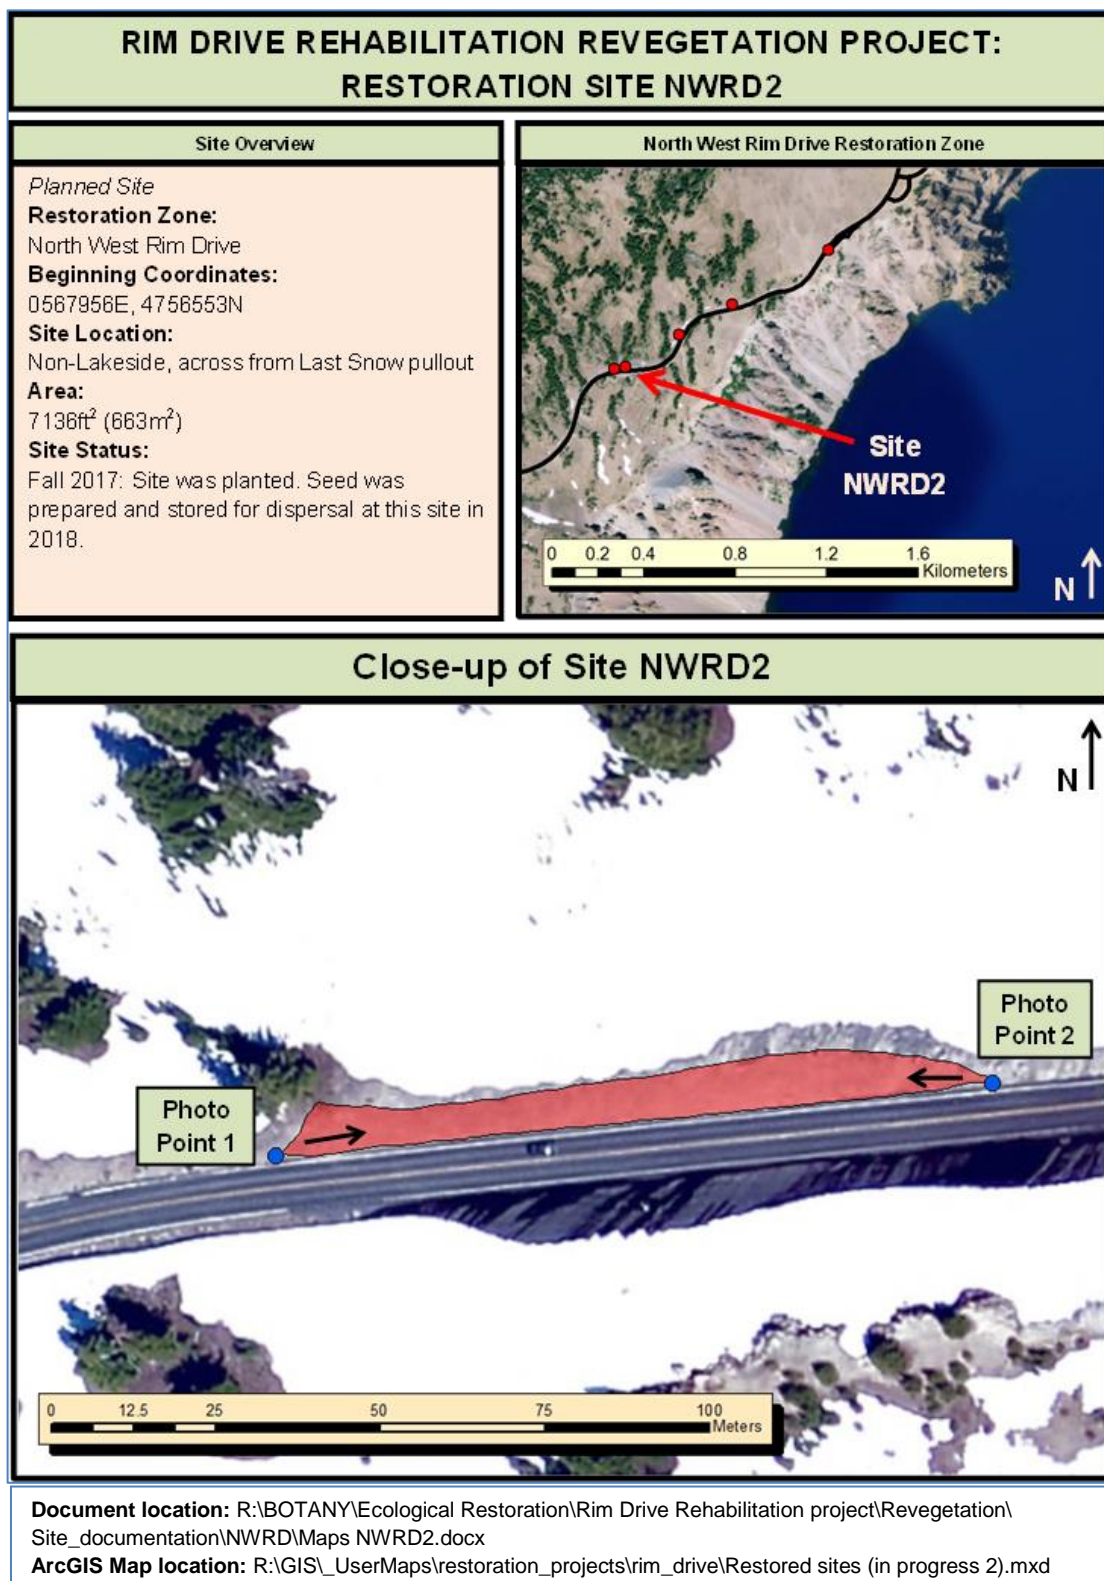 RIM DRIVE REHABILITATION REVEGETATION PROJECT:
RESTORATION SITE NWRD2
Site Overview
Planned Site
Restoration Zone:
North West Rim Drive
Beginning Coordinates:
0567956E, 4756553N
Site Location:
Non-Lakeside, across from Last Snow pullout
Area:
7136ft² (663m²)
Site Status:
Fall 2017: Site was planted. Seed was
prepared and stored for dispersal at this site in
2018.
North West Rim Drive Restoration Zone
Site
NWRD2
0 0.2 0.4 0.8 1.2 1.6
Kilometers
N
Close-up of Site NWRD2
N
Photo
Point 2
Photo
Point 1
0 12.5 25 50 75 100
Meters
Document location: R:\BOTANY\Ecological Restoration\Rim Drive Rehabilitation project\Revegetation\
Site_documentation\NWRD\Maps NWRD2.docx
ArcGIS Map location: R:\GIS\_UserMaps\restoration_projects\rim_drive\Restored sites (in progress 2).mxd